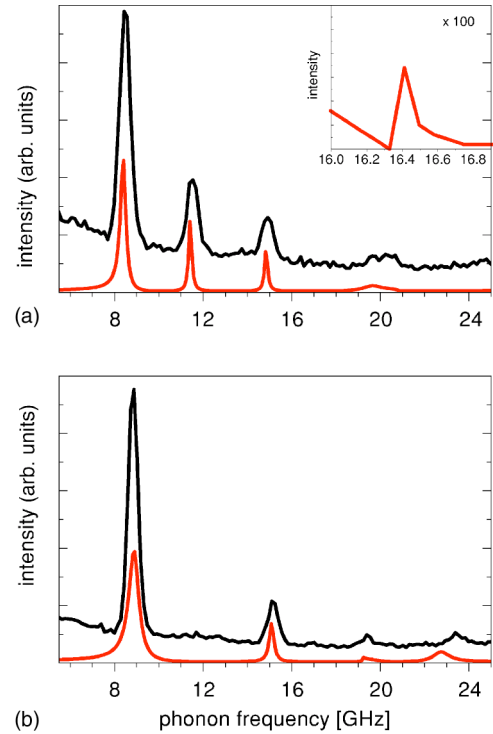 x 100
intensity
16.0 16.2 16.4 16.6 16.8
intensity (arb. units)
8 12 16 20 24
(a)
intensity (arb. units)
8 12 16 20 24
(b)
phonon frequency [GHz]